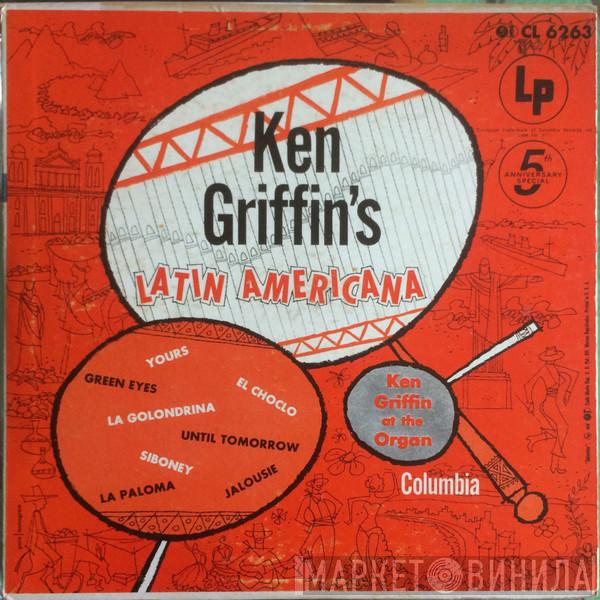 CL 6263
LP
5th
ANNIVERSARY
SPECIAL
Ken
Griffin's
LATIN AMERICANA
YOURS
GREEN EYES
EL CHOCLO
LA GOLONDRINA
UNTIL TOMORROW
SIBONEY
LA PALOMA
JALOUSIE
Ken
Griffin
at the
Organ
Columbia
МАРКЕТ ВИНИЛА